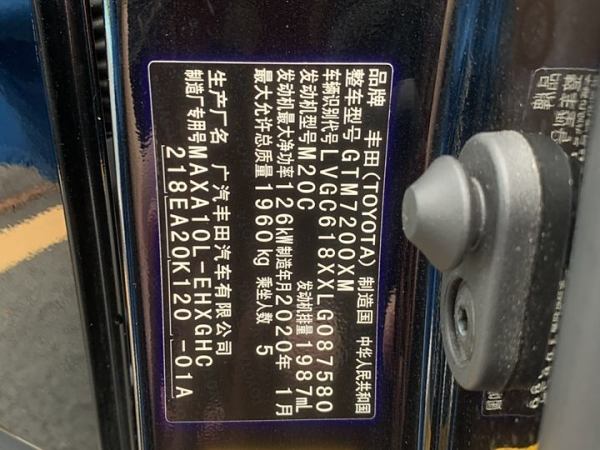 品牌 丰田(TOYOTA) 制造国 中华人民共和国
整车型号 GTM7200XM
车辆识别代号 LVGC618XXLG087580
发动机型号 M20C 发动机排量 1987mL
发动机最大净功率 126kW 制造年月 2020年 1月
最大允许总质量 1960kg 乘坐人数 5
生产厂名 广汽丰田汽车有限公司
制造厂专用号 MAXA10L-EHXGHC
218EA20K120-01A